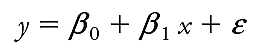 y = β₀ + β₁ x + ε